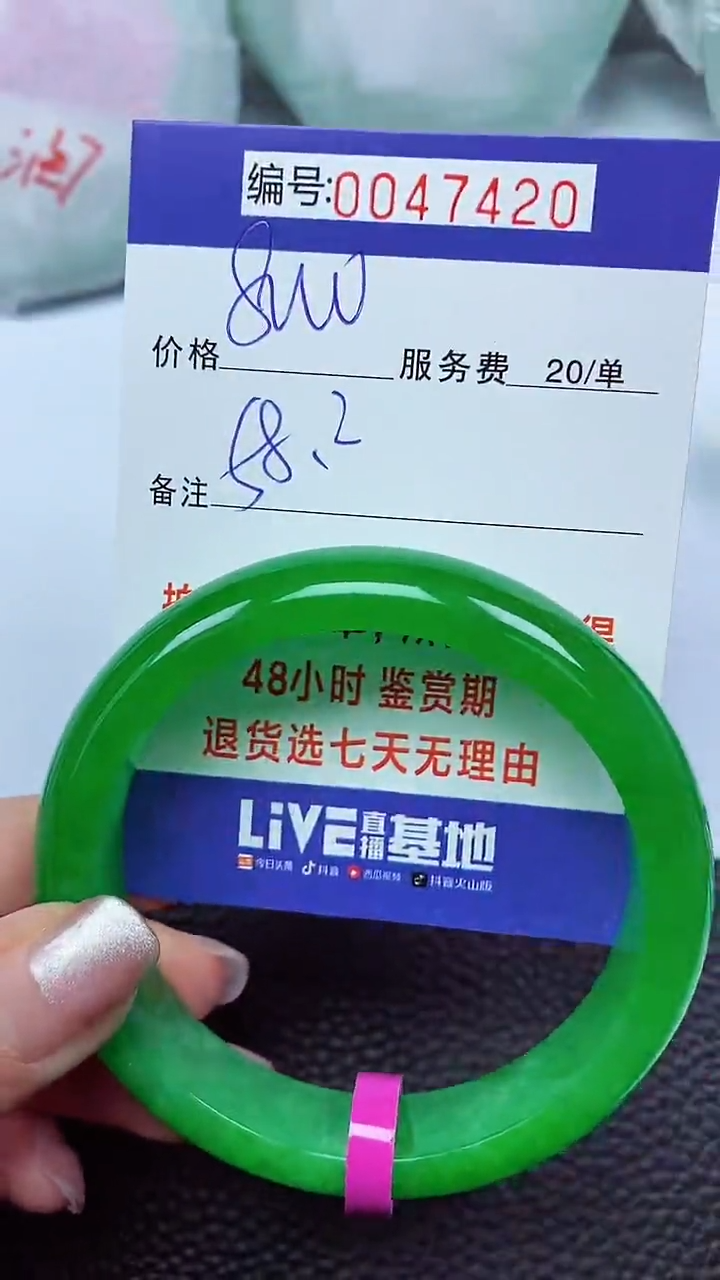 润
编号:0047420
价格 服务费 20/单
备注 58.2
48小时 鉴赏期
退货选七天无理由
LiVE直播基地
今日头条 抖音 西瓜视频 抖音火山版